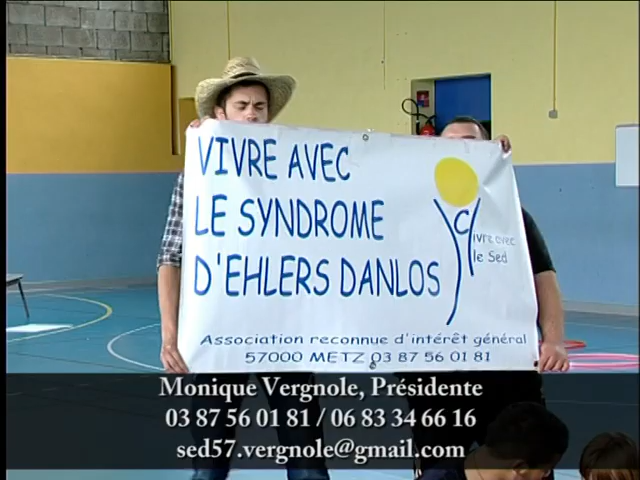 VIVRE AVEC
LE SYNDROME
D'EHLERS DANLOS
ivre avec
le Sed
Association reconnue d'intérêt général
57000 METZ 03 87 56 01 81
Monique Vergnole, Présidente
03 87 56 01 81 / 06 83 34 66 16
sed57.vergnole@gmail.com